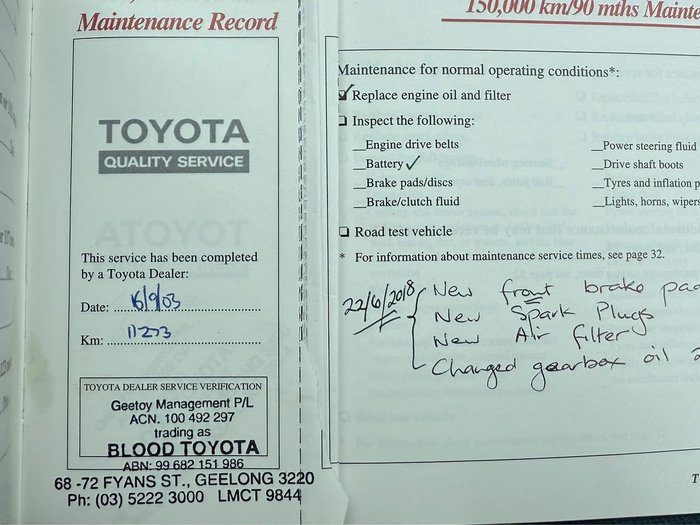 Maintenance Record
TOYOTA
QUALITY SERVICE
This service has been completed
by a Toyota Dealer:
Date: 16/9/03
Km: 11273
TOYOTA DEALER SERVICE VERIFICATION
Geetoy Management P/L
ACN. 100 492 297
trading as
BLOOD TOYOTA
ABN: 99 682 151 986
68 -72 FYANS ST., GEELONG 3220
Ph: (03) 5222 3000 LMCT 9844
150,000 km/90 mths Mainte
Maintenance for normal operating conditions*:
Replace engine oil and filter
Inspect the following:
Engine drive belts
Power steering fluid
Battery ✓
Drive shaft boots
Brake pads/discs
Tyres and inflation p
Brake/clutch fluid
Lights, horns, wipers
Road test vehicle
* For information about maintenance service times, see page 32.
22/6/2018
New front brake pad
New Spark Plugs
New Air filter
Changed gearbox oil